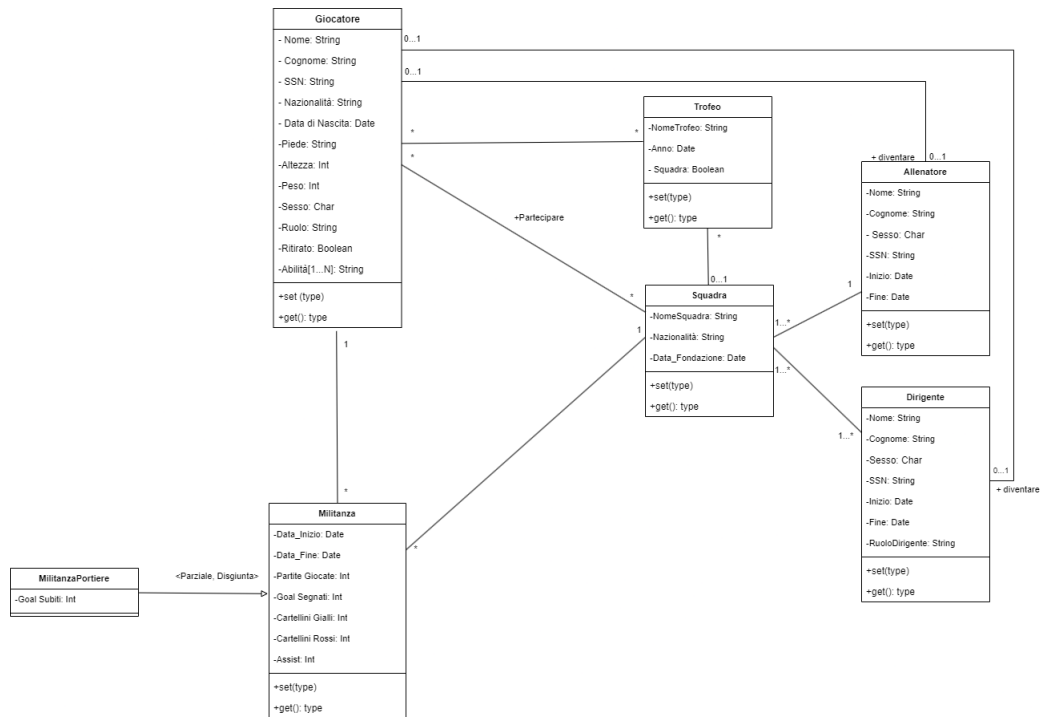 Giocatore
- Nome: String
- Cognome: String
- SSN: String
- Nazionalitá: String
- Data di Nascita: Date
-Piede: String
-Altezza: Int
-Peso: Int
-Sesso: Char
-Ruolo: String
-Ritirato: Boolean
-Abilitá[1...N]: String
+set (type)
+get(): type
0...1
0...1
*
*
*
+Partecipare
*
1
*
Trofeo
-NomeTrofeo: String
-Anno: Date
- Squadra: Boolean
+set(type)
+get(): type
*
0...1
Squadra
-NomeSquadra: String
-Nazionalitá: String
-Data_Fondazione: Date
+set(type)
+get(): type
1
1...*
1...*
+ diventare
0...1
Allenatore
-Nome: String
-Cognome: String
- Sesso: Char
-SSN: String
-Inizio: Date
-Fine: Date
+set(type)
+get(): type
1
1...*
Dirigente
-Nome: String
-Cognome: String
-Sesso: Char
-SSN: String
-Inizio: Date
-Fine: Date
-RuoloDirigente: String
+set(type)
+get(): type
0...1
+ diventare
Militanza
-Data_Inizio: Date
-Data_Fine: Date
-Partite Giocate: Int
-Goal Segnati: Int
-Cartellini Gialli: Int
-Cartellini Rossi: Int
-Assist: Int
+set(type)
+get(): type
*
<Parziale, Disgiunta>
MilitanzaPortiere
-Goal Subiti: Int